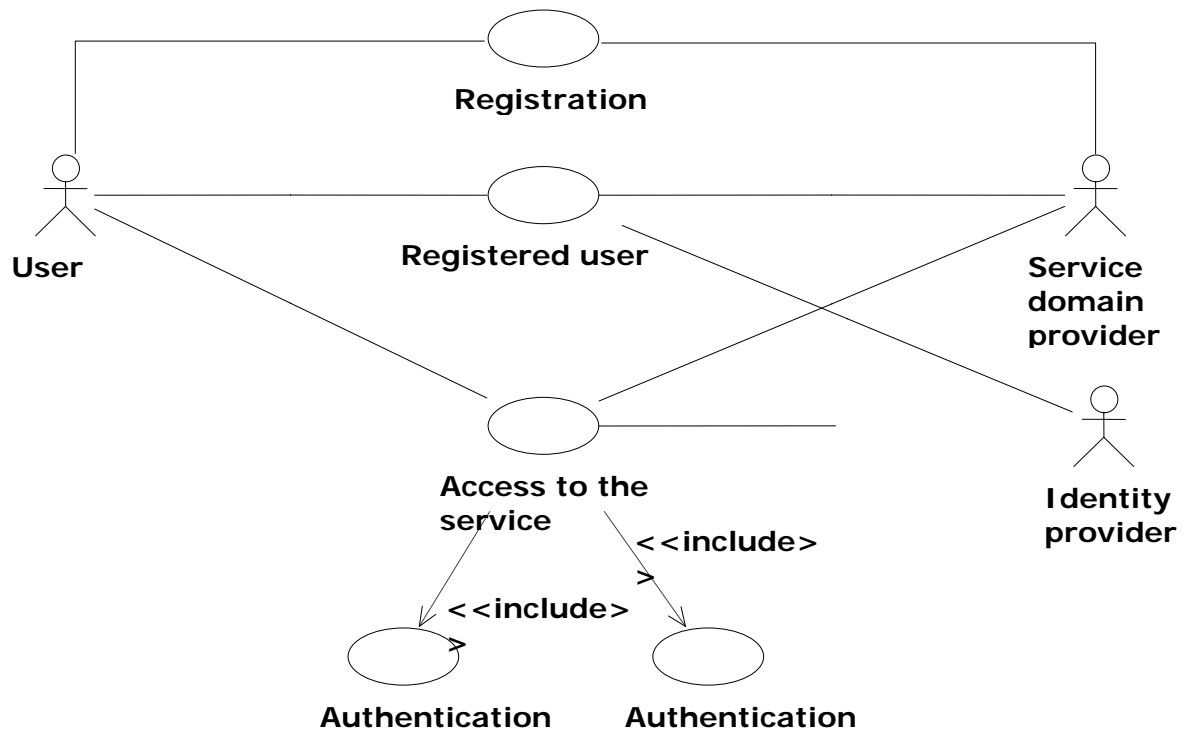 Registration
User
Registered user
Service
domain
provider
Access to the
service
Identity
provider
<<include>
>
<<include>
>
Authentication
Authentication